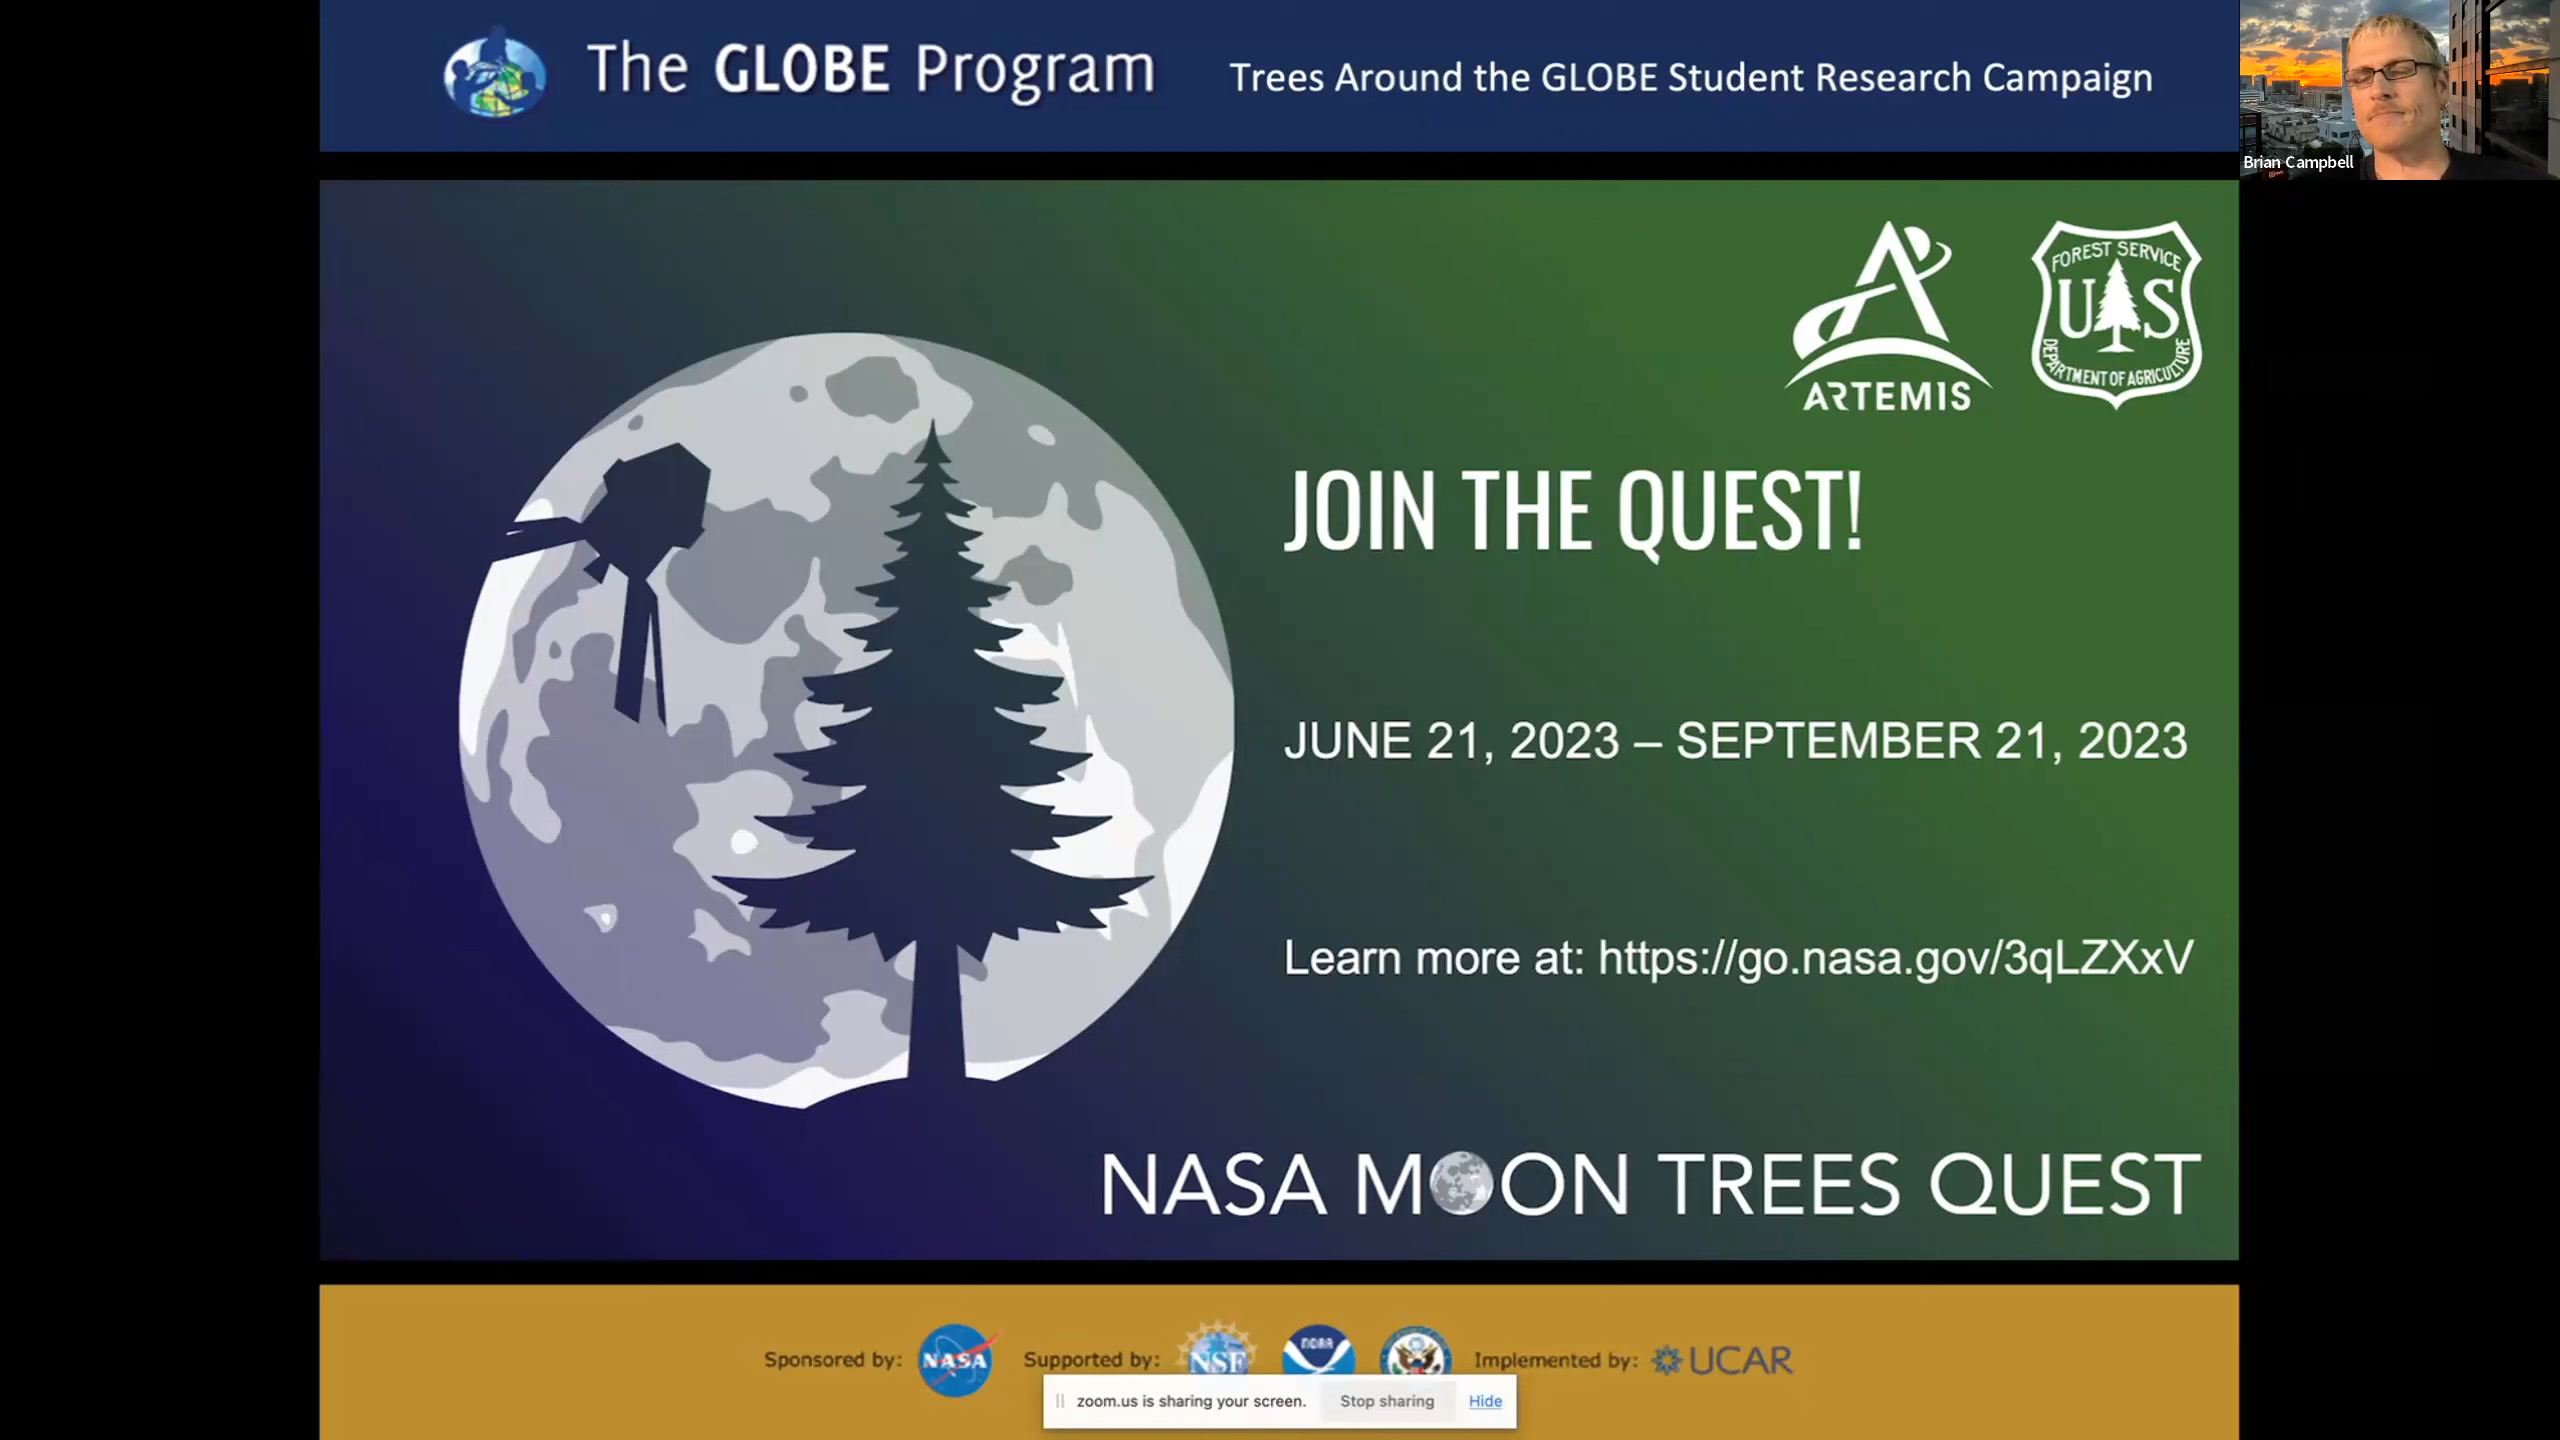 The GLOBE Program
Trees Around the GLOBE Student Research Campaign
Brian Campbell
ARTEMIS
FOREST SERVICE
U S
DEPARTMENT OF AGRICULTURE
JOIN THE QUEST!
JUNE 21, 2023 – SEPTEMBER 21, 2023
Learn more at: https://go.nasa.gov/3qLZXxV
NASA MOON TREES QUEST
Sponsored by: NASA Supported by: NSF NOAA Implemented by: UCAR
zoom.us is sharing your screen. Stop sharing Hide